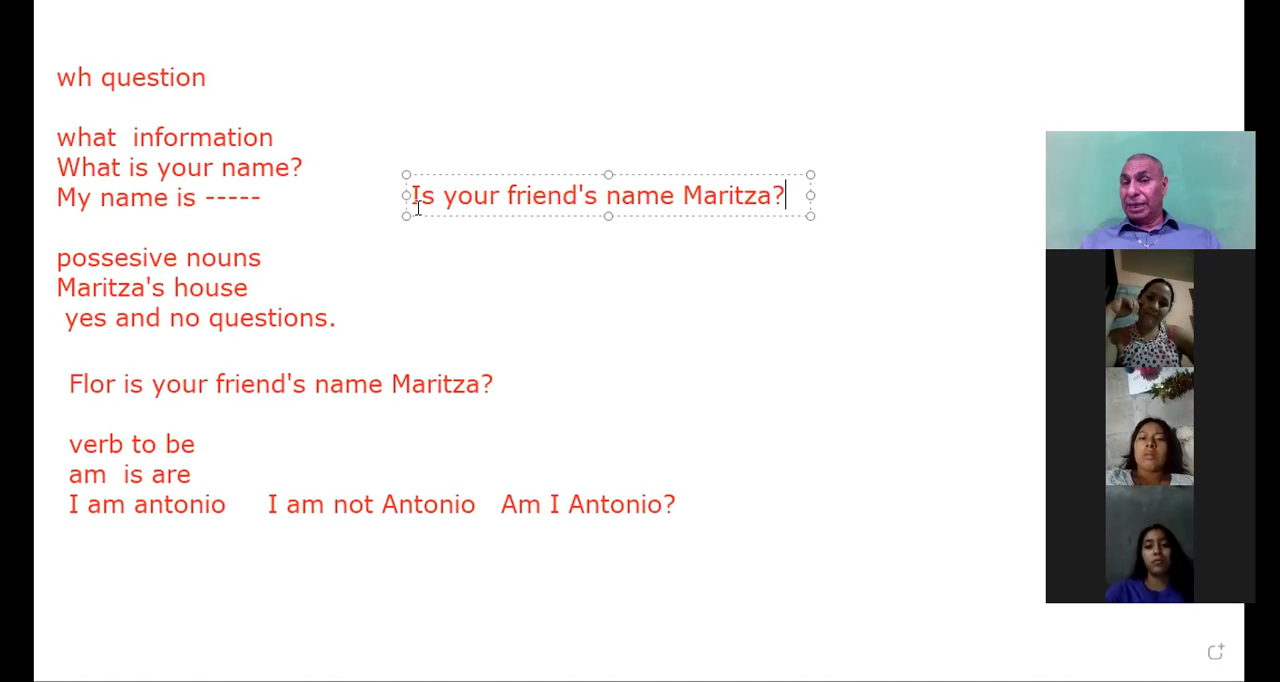 wh question
what  information
What is your name?
My name is -----
Is your friend's name Maritza?
possesive nouns
Maritza's house
yes and no questions.
Flor is your friend's name Maritza?
verb to be
am  is are
I am antonio     I am not Antonio   Am I Antonio?